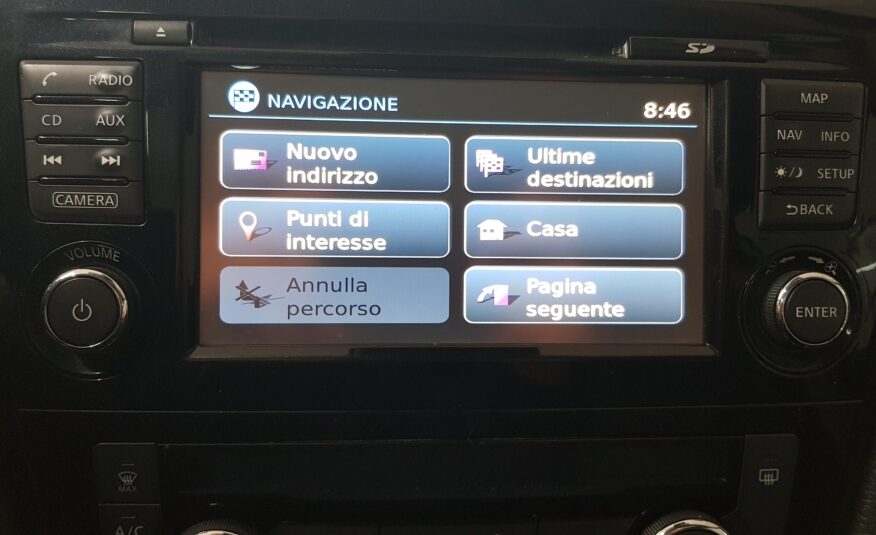 RADIO
CD AUX
CAMERA
VOLUME
SD
NAVIGAZIONE
8:46
Nuovo
indirizzo
Ultime
destinazioni
Punti di
interesse
Casa
Annulla
percorso
Pagina
seguente
MAP
NAV INFO
SETUP
BACK
ENTER
MAX
A/C